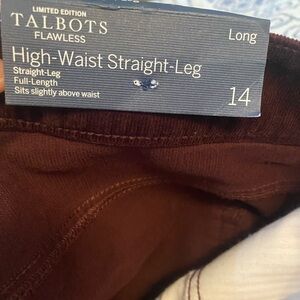 LIMITED EDITION
TALBOTS
FLAWLESS
Long
High-Waist Straight-Leg
Straight-Leg
Full-Length
Sits slightly above waist
14